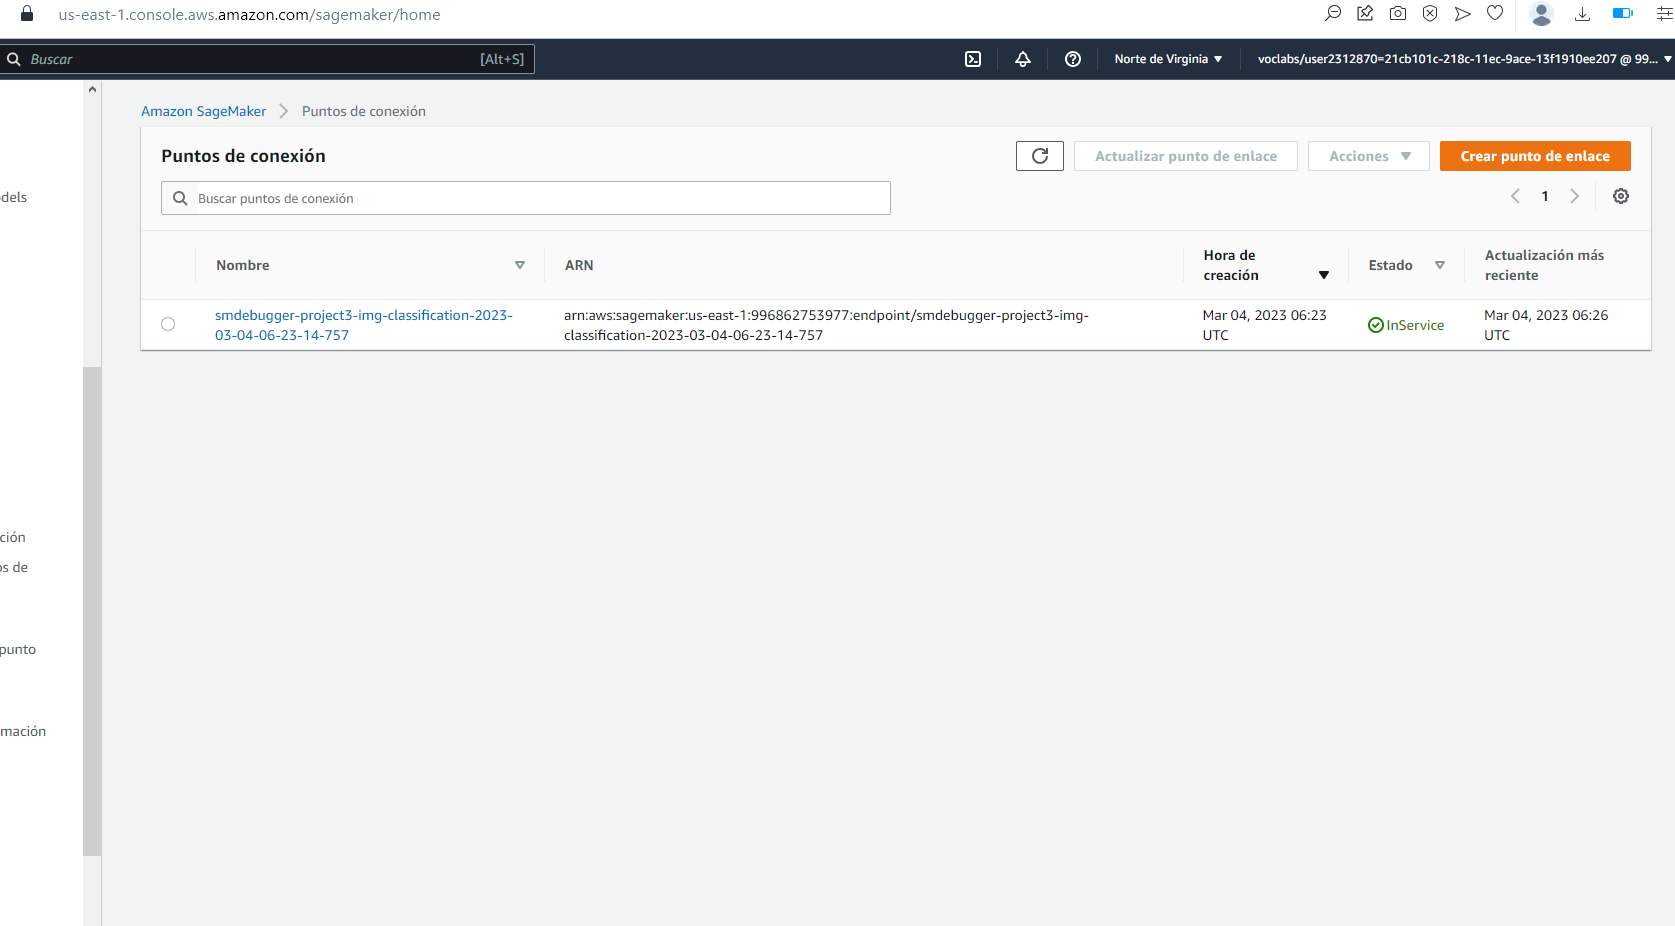 us-east-1.console.aws.amazon.com/sagemaker/home
Buscar
[Alt+S]
Norte de Virginia
voclabs/user2312870=21cb101c-218c-11ec-9ace-13f1910ee207 @ 99...
Amazon SageMaker
Puntos de conexión
Puntos de conexión
Actualizar punto de enlace
Acciones
Crear punto de enlace
Buscar puntos de conexión
1
dels
Nombre
ARN
Hora de
creación
Estado
Actualización más
reciente
smdebugger-project3-img-classification-2023-
03-04-06-23-14-757
arn:aws:sagemaker:us-east-1:996862753977:endpoint/smdebugger-project3-img-
classification-2023-03-04-06-23-14-757
Mar 04, 2023 06:23
UTC
InService
Mar 04, 2023 06:26
UTC
ción
os de
punto
mación